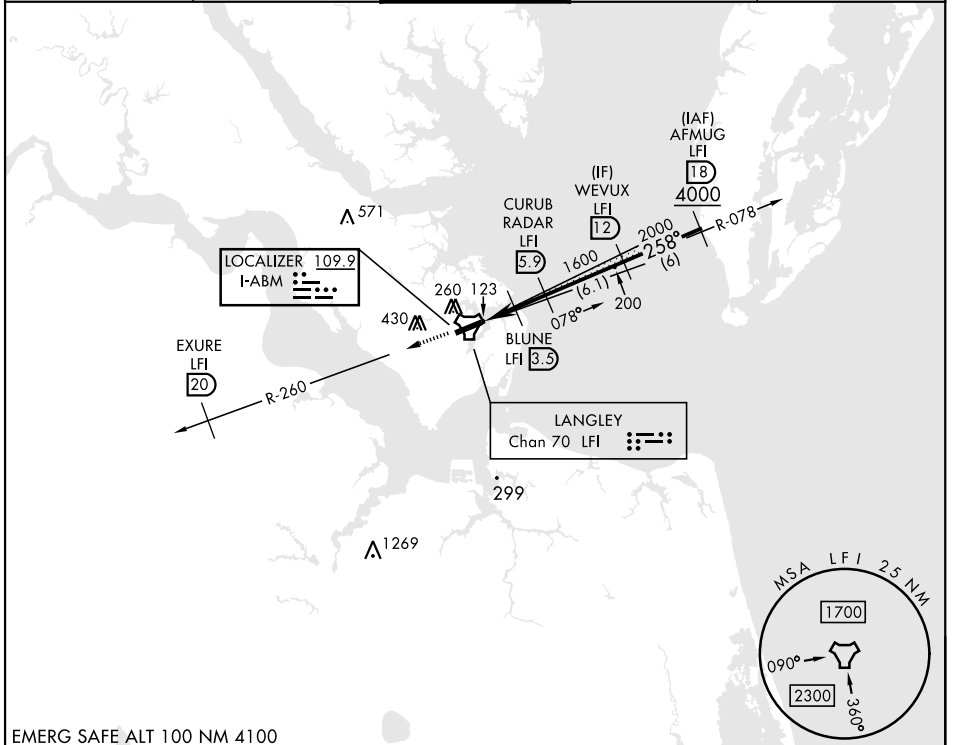 (IAF)
AFMUG
LFI
18
4000
R-078
(IF)
WEVUX
LFI
12
2000
258°
(6)
CURUB
RADAR
LFI
5.9
1600
(6.1)
078°
200
571
LOCALIZER 109.9
I-ABM
260
123
430
BLUNE
LFI 3.5
EXURE
LFI
20
R-260
LANGLEY
Chan 70 LFI
299
1269
MSA LFI 25 NM
1700
090°
2300
360°
EMERG SAFE ALT 100 NM 4100